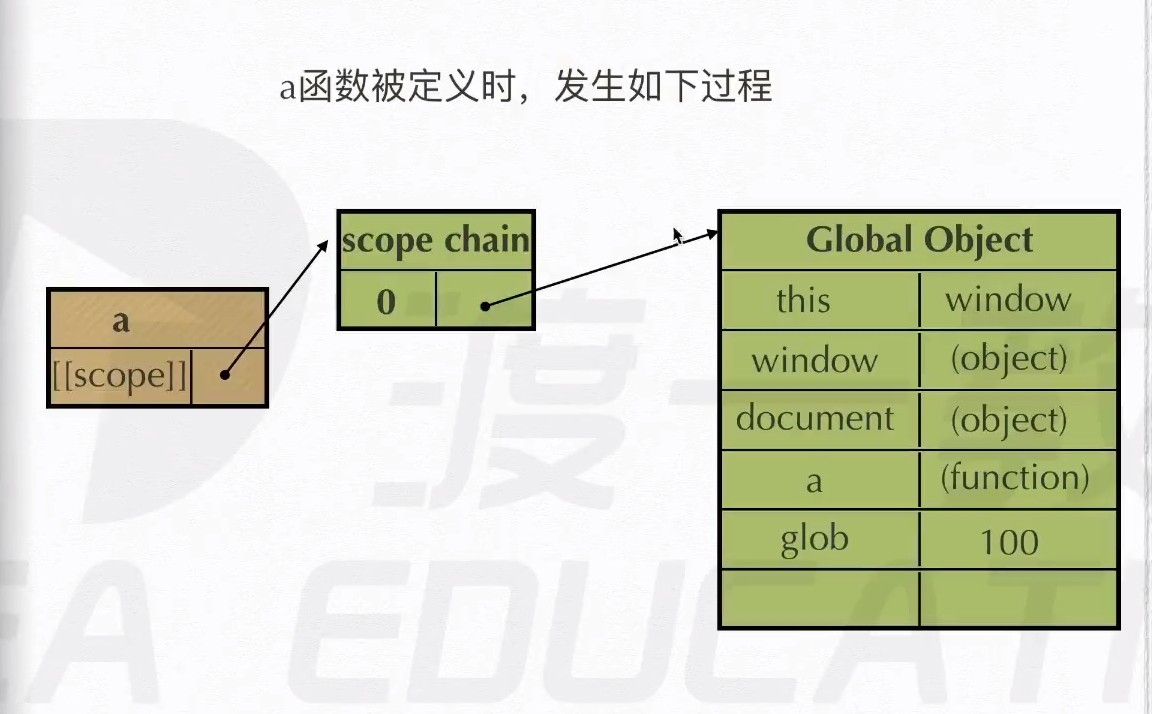 a函数被定义时，发生如下过程
scope chain
0
a
[[scope]]
Global Object
this window
window (object)
document (object)
a (function)
glob 100
渡一教
EA EDUCATI